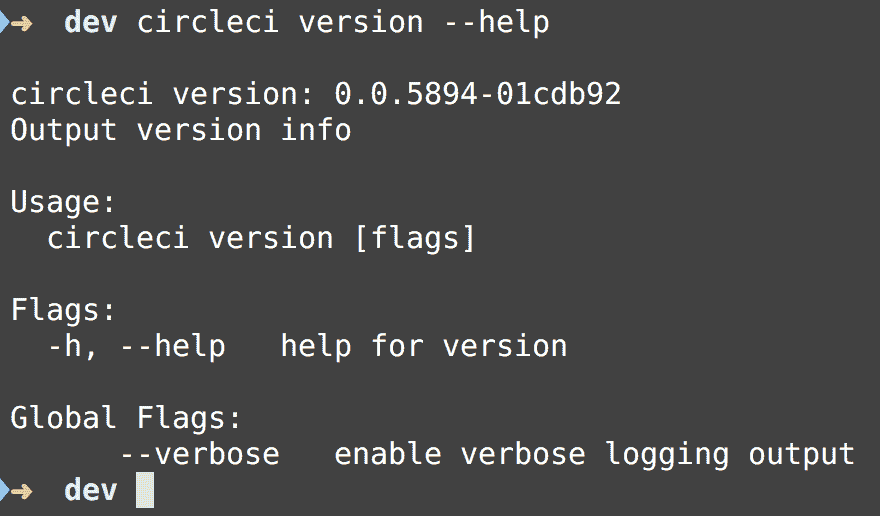 ➜  dev circleci version --help

circleci version: 0.0.5894-01cdb92
Output version info

Usage:
  circleci version [flags]

Flags:
  -h, --help   help for version

Global Flags:
      --verbose   enable verbose logging output
➜  dev